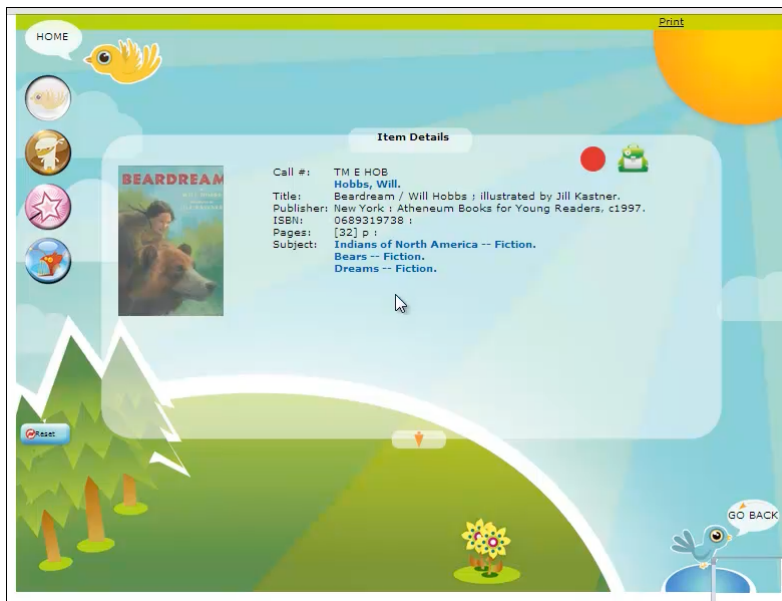 Print
HOME
Item Details
BEARDREAM
Call #: TM E HOB
Hobbs, Will.
Title: Beardream / Will Hobbs ; illustrated by Jill Kastner.
Publisher: New York : Atheneum Books for Young Readers, c1997.
ISBN: 0689319738 :
Pages: [32] p :
Subject: Indians of North America -- Fiction.
Bears -- Fiction.
Dreams -- Fiction.
Reset
GO BACK